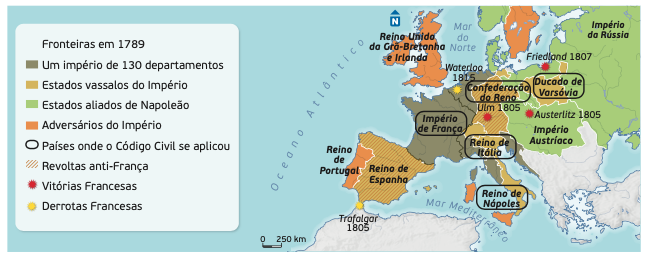 Fronteiras em 1789
Um império de 130 departamentos
Estados vassalos do Império
Estados aliados de Napoleão
Adversários do Império
Países onde o Código Civil se aplicou
Revoltas anti-França
Vitórias Francesas
Derrotas Francesas
N
Oceano Atlântico
Mar
do Norte
Reino Unido
da Grã-Bretanha
e Irlanda
Império
da Rússia
Friedland 1807
Waterloo
1815
Confederação
do Reno
Ducado de
Varsóvia
Ulm 1805
Austerlitz 1805
Império
de França
Império
Austríaco
Reino de
Itália
Reino
de
Portugal
Reino de
Espanha
Reino de
Nápoles
Mar Mediterrâneo
Trafalgar
1805
0 250 km